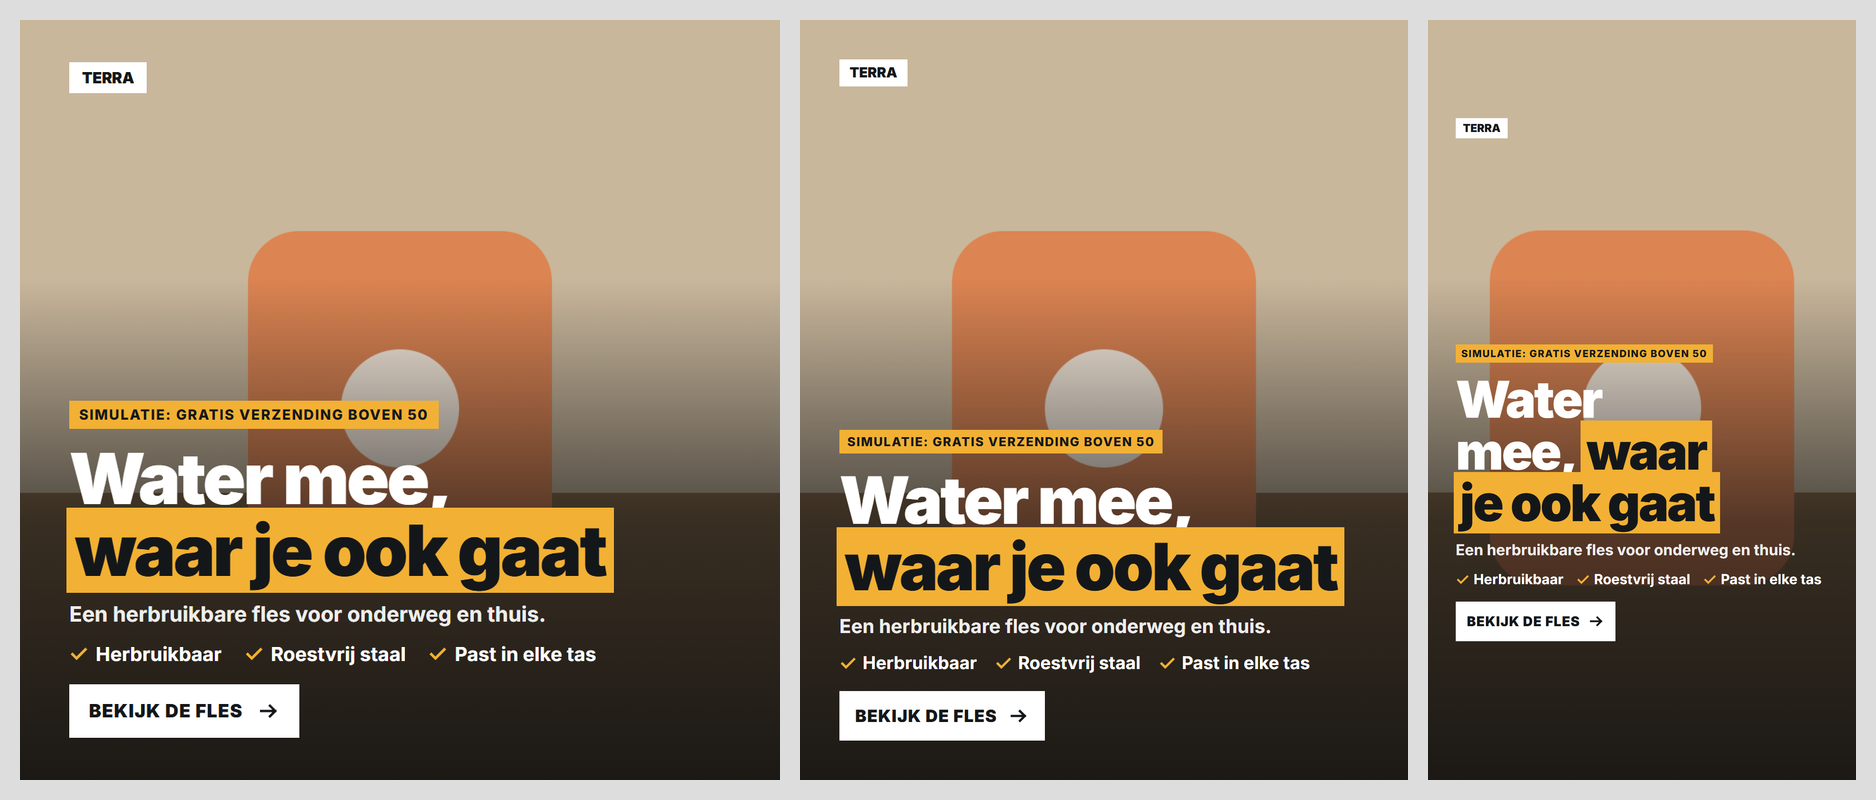 TERRA
SIMULATIE: GRATIS VERZENDING BOVEN 50
Water mee,
waar je ook gaat
Een herbruikbare fles voor onderweg en thuis.
Herbruikbaar Roestvrij staal Past in elke tas
BEKIJK DE FLES →
TERRA
SIMULATIE: GRATIS VERZENDING BOVEN 50
Water mee,
waar je ook gaat
Een herbruikbare fles voor onderweg en thuis.
Herbruikbaar Roestvrij staal Past in elke tas
BEKIJK DE FLES →
TERRA
SIMULATIE: GRATIS VERZENDING BOVEN 50
Water
mee, waar
je ook gaat
Een herbruikbare fles voor onderweg en thuis.
Herbruikbaar Roestvrij staal Past in elke tas
BEKIJK DE FLES →